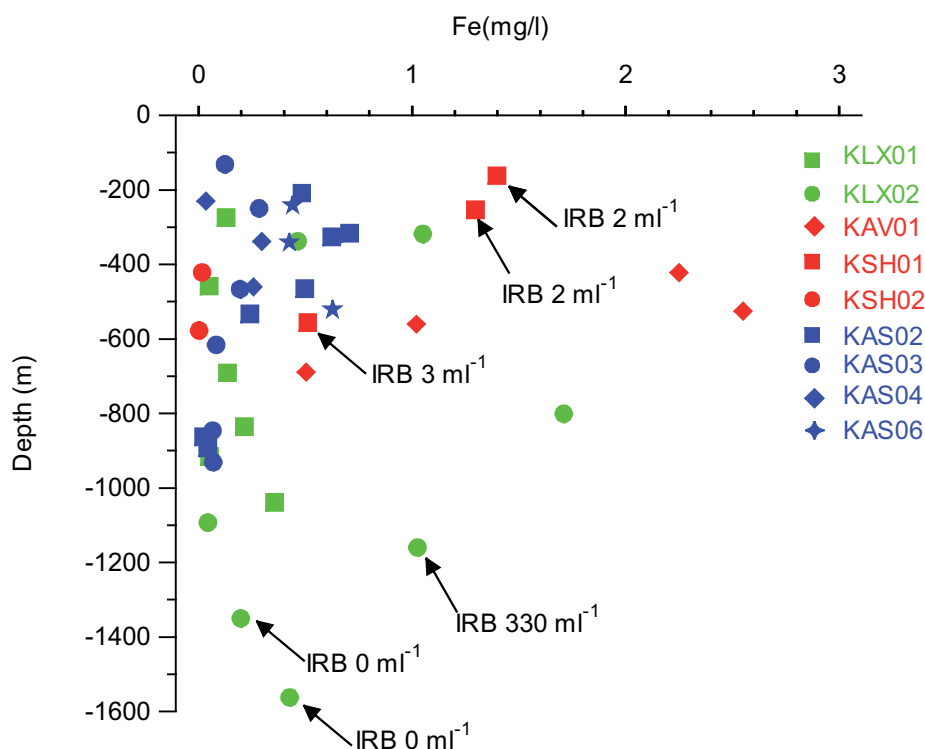 Fe(mg/l)
0 1 2 3
0
-200
-400
-600
-800
-1000
-1200
-1400
-1600
Depth (m)
IRB 2 ml⁻¹
IRB 2 ml⁻¹
IRB 3 ml⁻¹
IRB 330 ml⁻¹
IRB 0 ml⁻¹
IRB 0 ml⁻¹
KLX01
KLX02
KAV01
KSH01
KSH02
KAS02
KAS03
KAS04
KAS06